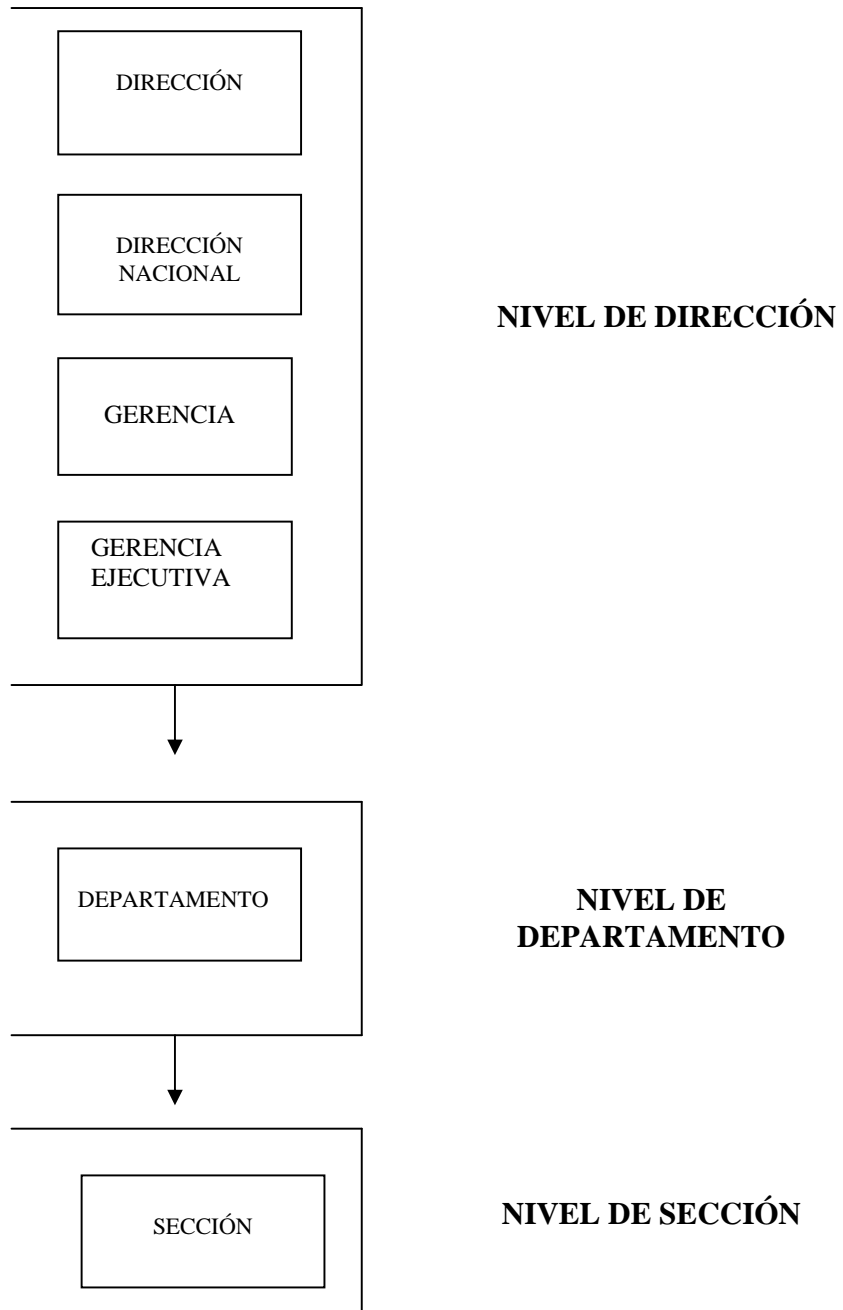 DIRECCIÓN
DIRECCIÓN
NACIONAL
NIVEL DE DIRECCIÓN
GERENCIA
GERENCIA
EJECUTIVA
DEPARTAMENTO
NIVEL DE
DEPARTAMENTO
SECCIÓN
NIVEL DE SECCIÓN